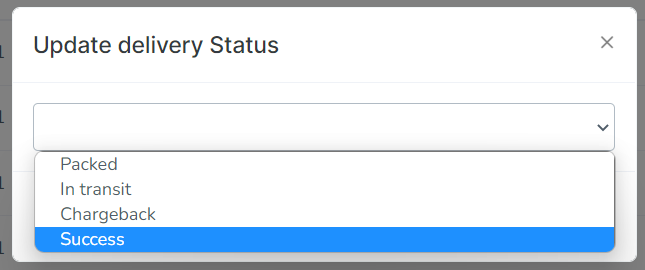 Update delivery Status
Packed
In transit
Chargeback
Success